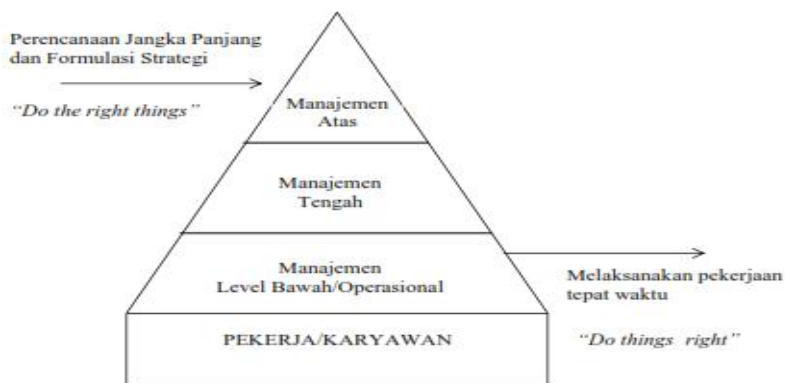 Perencanaan Jangka Panjang
dan Formulasi Strategi
“Do the right things”
Manajemen
Atas
Manajemen
Tengah
Manajemen
Level Bawah/Operasional
Melaksanakan pekerjaan
tepat waktu
PEKERJA/KARYAWAN
“Do things right”